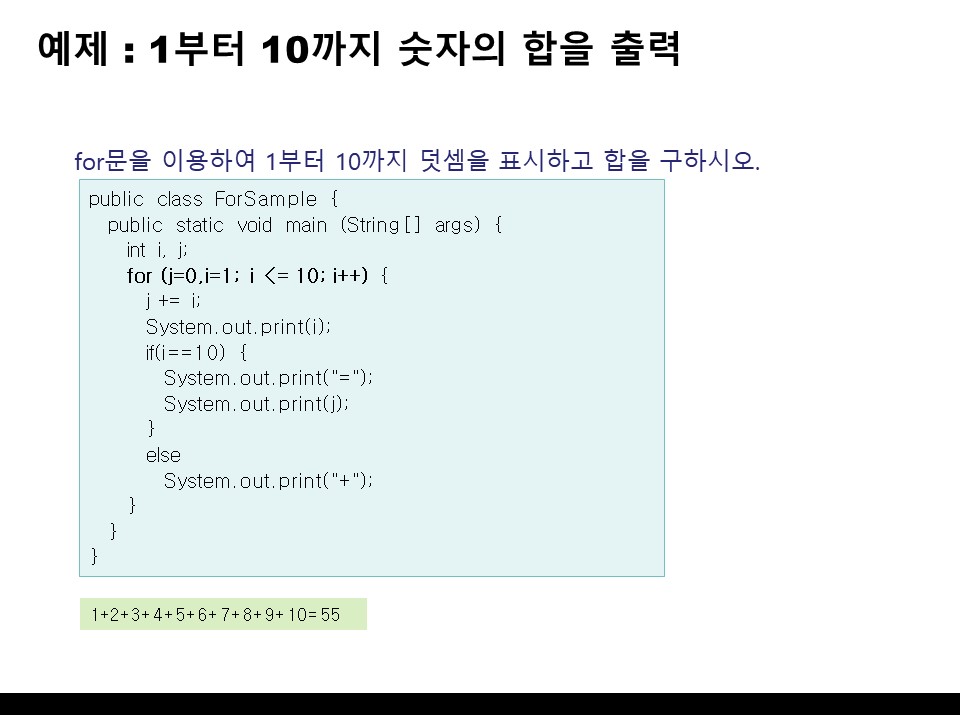 예제 : 1부터 10까지 숫자의 합을 출력
for문을 이용하여 1부터 10까지 덧셈을 표시하고 합을 구하시오.
public class ForSample {
public static void main (String[] args) {
int i, j;
for (j=0,i=1; i <= 10; i++) {
j += i;
System.out.print(i);
if(i==10) {
System.out.print("=");
System.out.print(j);
}
else
System.out.print("+");
}
}
}
1+2+3+4+5+6+7+8+9+10=55